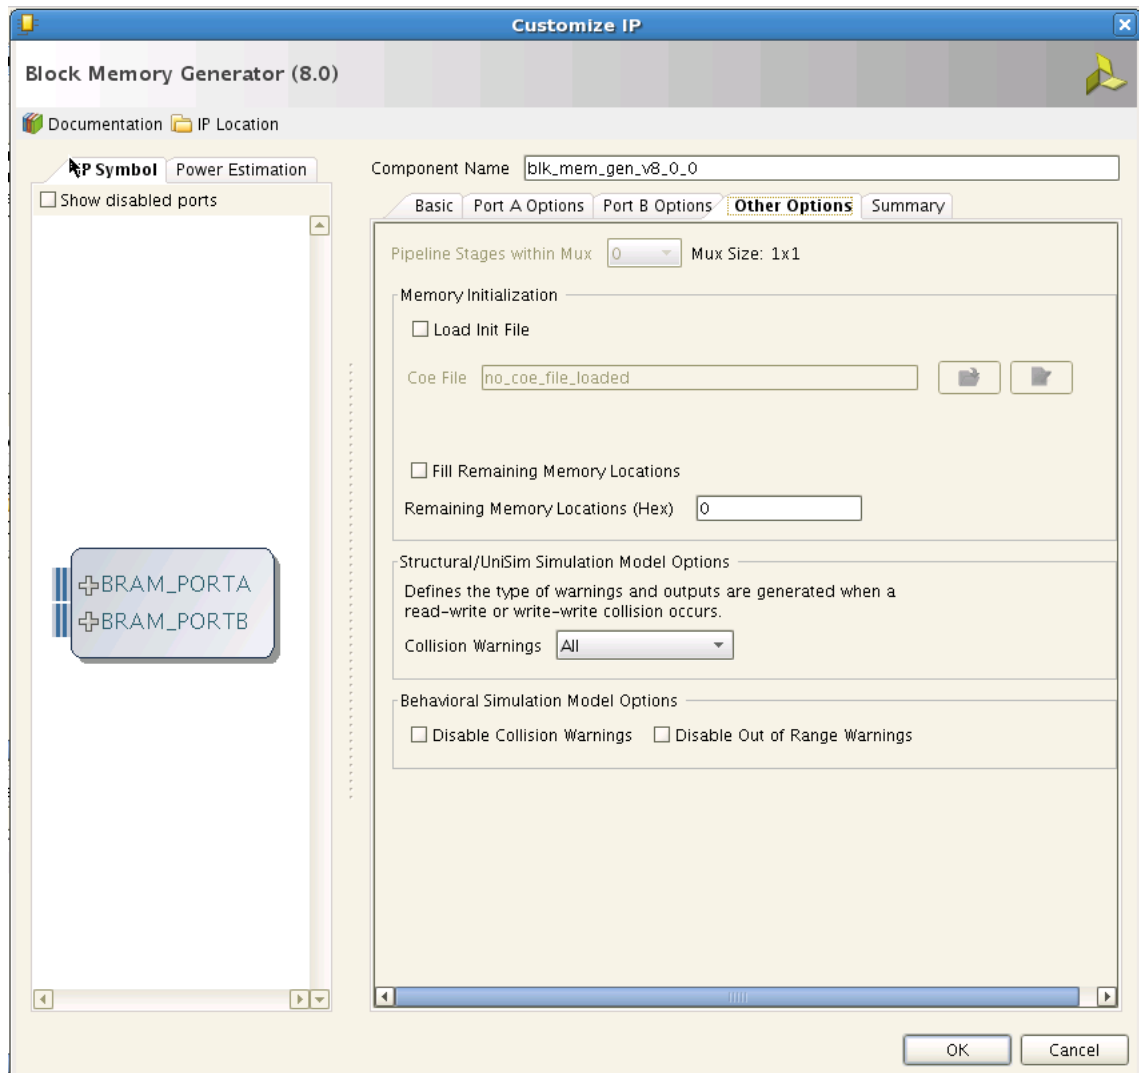 Customize IP
Block Memory Generator (8.0)
Documentation IP Location
IP Symbol Power Estimation
Show disabled ports
BRAM_PORTA
BRAM_PORTB
Component Name blk_mem_gen_v8_0_0
Basic Port A Options Port B Options Other Options Summary
Pipeline Stages within Mux 0 Mux Size: 1x1
Memory Initialization
Load Init File
Coe File no_coe_file_loaded
Fill Remaining Memory Locations
Remaining Memory Locations (Hex) 0
Structural/UniSim Simulation Model Options
Defines the type of warnings and outputs are generated when a
read-write or write-write collision occurs.
Collision Warnings All
Behavioral Simulation Model Options
Disable Collision Warnings Disable Out of Range Warnings
OK Cancel